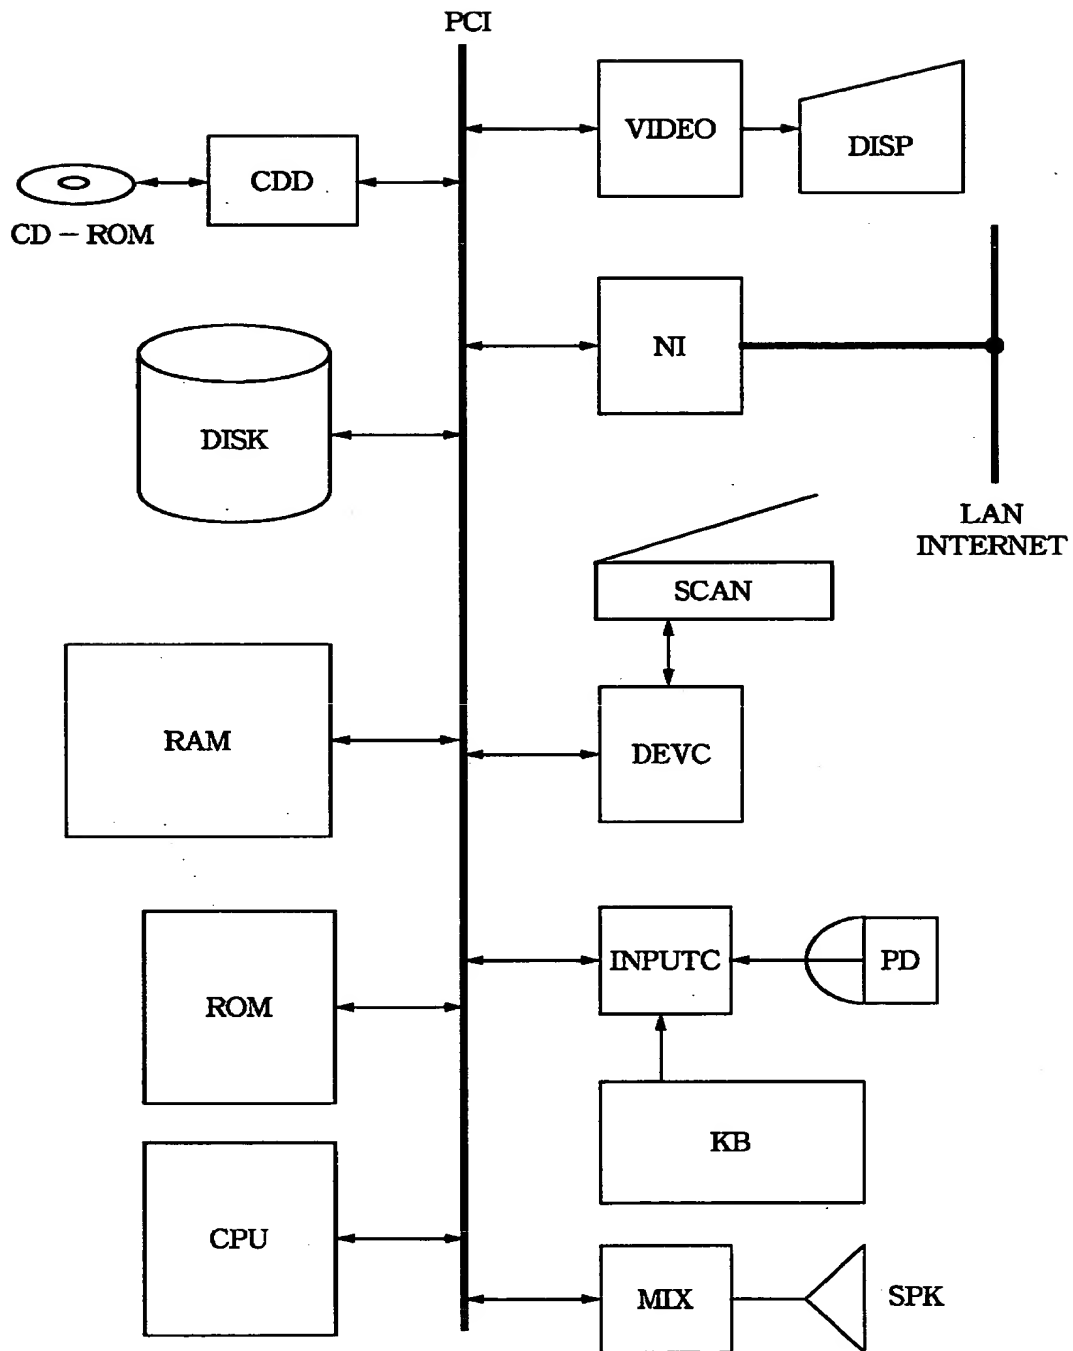 PCI
VIDEO
DISP
CDD
CD – ROM
NI
DISK
LAN
INTERNET
SCAN
RAM
DEVC
INPUTC
PD
ROM
KB
CPU
MIX
SPK